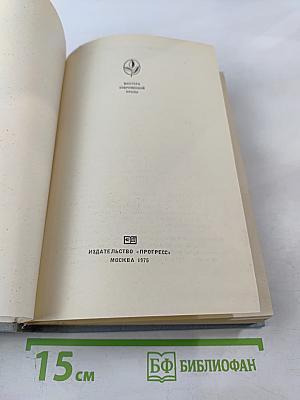 МАСТЕРА
СОВРЕМЕННОЙ
ПРОЗЫ
ИЗДАТЕЛЬСТВО «ПРОГРЕСС»
МОСКВА 1975
15 см
БФ БИБЛИОФАН